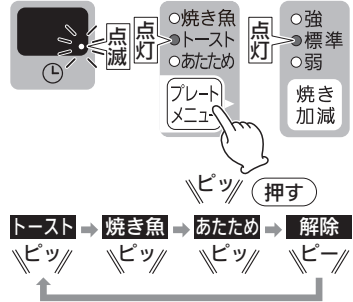 点滅
点灯
焼き魚
トースト
あたため
プレート
メニュー
点灯
強
標準
弱
焼き
加減
ピッ
押す
トースト → 焼き魚 → あたため → 解除
ピッ ピッ ピッ ピー